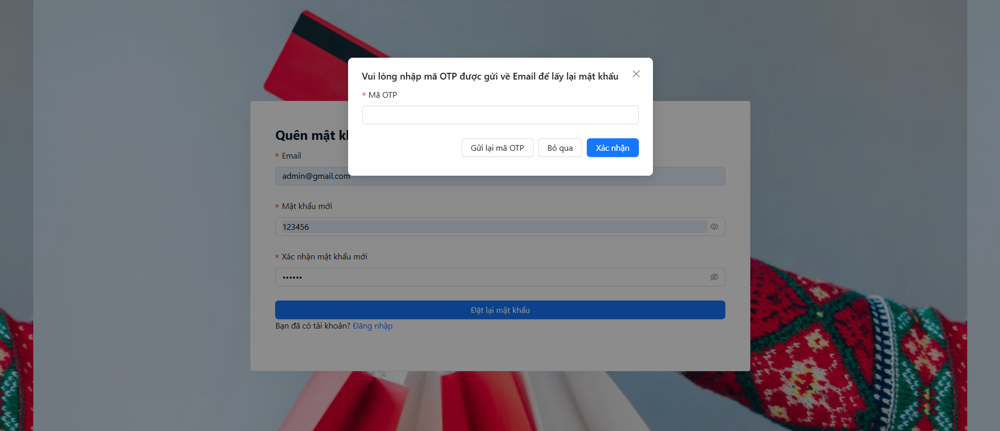 Vui lòng nhập mã OTP được gửi về Email để lấy lại mật khẩu
* Mã OTP
Gửi lại mã OTP
Bỏ qua
Xác nhận
Quên mật
* Email
admin@gmail.com
* Mật khẩu mới
123456
* Xác nhận mật khẩu mới
••••••
Đặt lại mật khẩu
Bạn đã có tài khoản? Đăng nhập